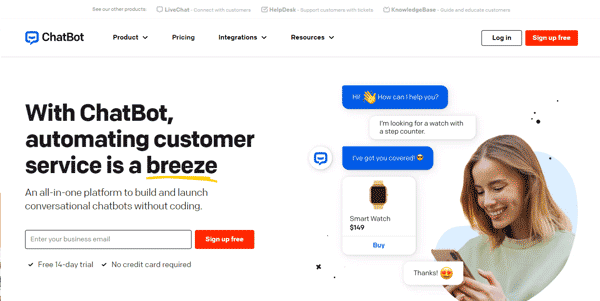 See our other products: LiveChat - Connect with customers HelpDesk - Support customers with tickets KnowledgeBase - Guide and educate customers
ChatBot Product Pricing Integrations Resources Log in Sign up free
Hi! 👋 How can I help you?
I'm looking for a watch with
a step counter.
I've got you covered! 😎
Smart Watch
$149
Buy
Thanks! 😍
With ChatBot,
automating customer
service is a breeze
An all-in-one platform to build and launch
conversational chatbots without coding.
Enter your business email Sign up free
✓ Free 14-day trial ✓ No credit card required